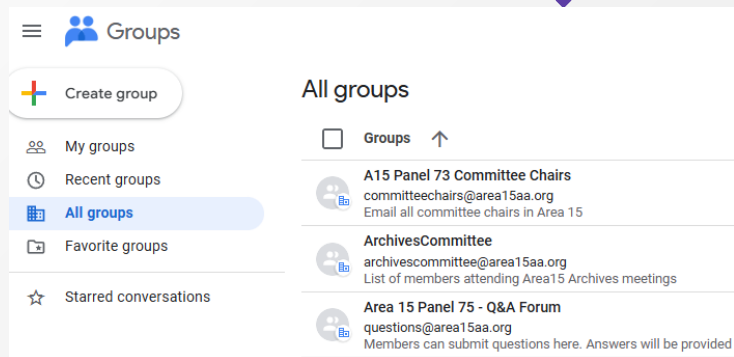 Groups
Create group
My groups
Recent groups
All groups
Favorite groups
Starred conversations
All groups
Groups
A15 Panel 73 Committee Chairs
committeechairs@area15aa.org
Email all committee chairs in Area 15
ArchivesCommittee
archivescommittee@area15aa.org
List of members attending Area15 Archives meetings
Area 15 Panel 75 - Q&A Forum
questions@area15aa.org
Members can submit questions here. Answers will be provided